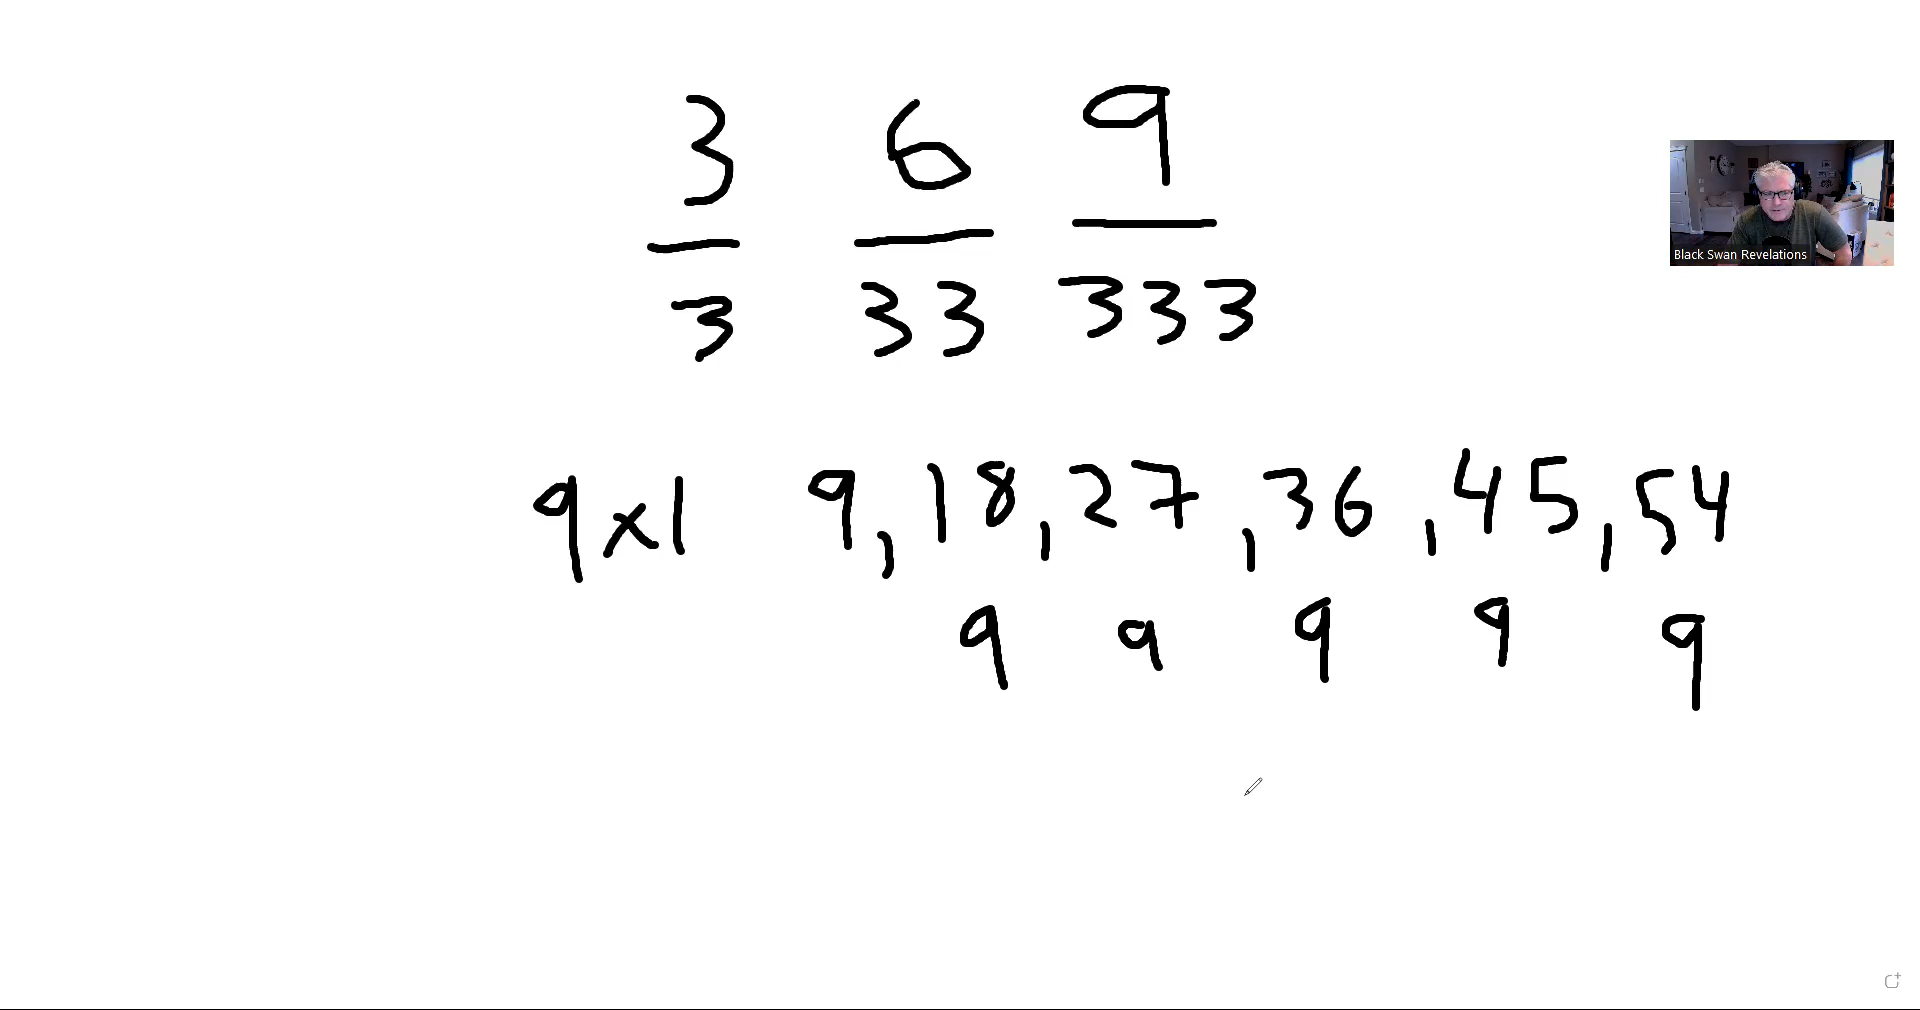 3 6 9
3 33 333
Black Swan Revelations
9x1 9, 18, 27, 36, 45, 54
9 9 9 9 9